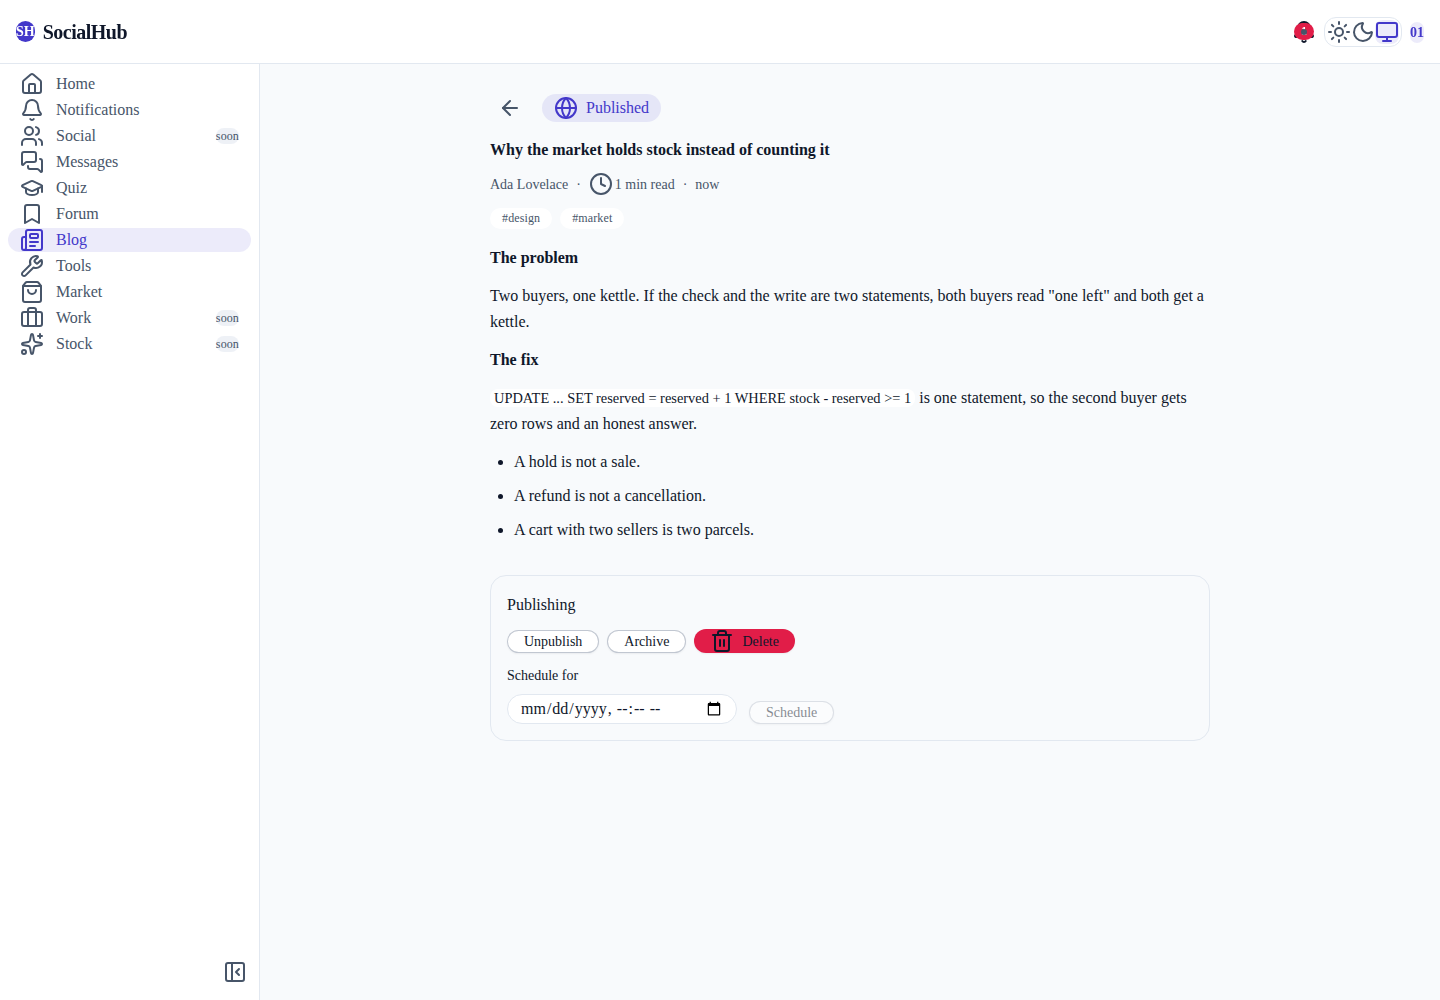 SH SocialHub
01
Home
Notifications
Social soon
Messages
Quiz
Forum
Blog
Tools
Market
Work soon
Stock soon
Published
Why the market holds stock instead of counting it
Ada Lovelace · 1 min read · now
#design #market
The problem
Two buyers, one kettle. If the check and the write are two statements, both buyers read "one left" and both get a
kettle.
The fix
UPDATE ... SET reserved = reserved + 1 WHERE stock - reserved >= 1 is one statement, so the second buyer gets
zero rows and an honest answer.
• A hold is not a sale.
• A refund is not a cancellation.
• A cart with two sellers is two parcels.
Publishing
Unpublish Archive Delete
Schedule for
mm/dd/yyyy, --:-- -- Schedule